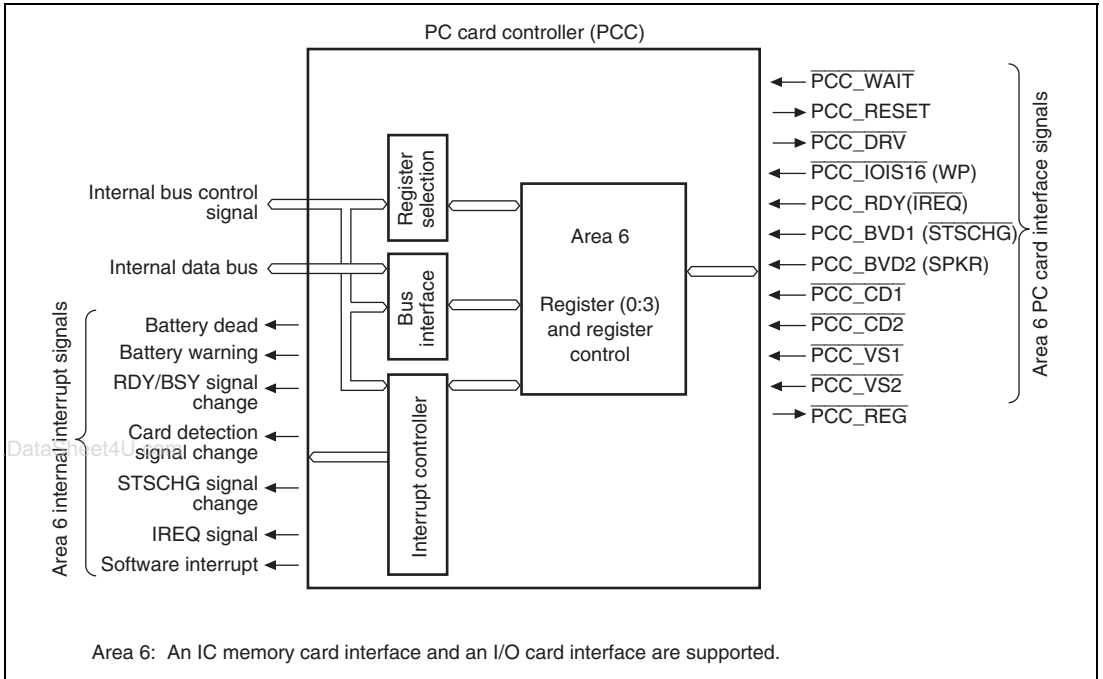 PC card controller (PCC)
Internal bus control
signal
Internal data bus
Area 6 internal interrupt signals
Battery dead
Battery warning
RDY/BSY signal
change
Card detection
signal change
STSCHG signal
change
IREQ signal
Software interrupt
Register
selection
Bus
interface
Interrupt controller
Area 6
Register (0:3)
and register
control
PCC_WAIT
PCC_RESET
PCC_DRV
PCC_IOIS16 (WP)
PCC_RDY(IREQ)
PCC_BVD1 (STSCHG)
PCC_BVD2 (SPKR)
PCC_CD1
PCC_CD2
PCC_VS1
PCC_VS2
PCC_REG
Area 6 PC card interface signals
Area 6: An IC memory card interface and an I/O card interface are supported.
DataSheet4U.com